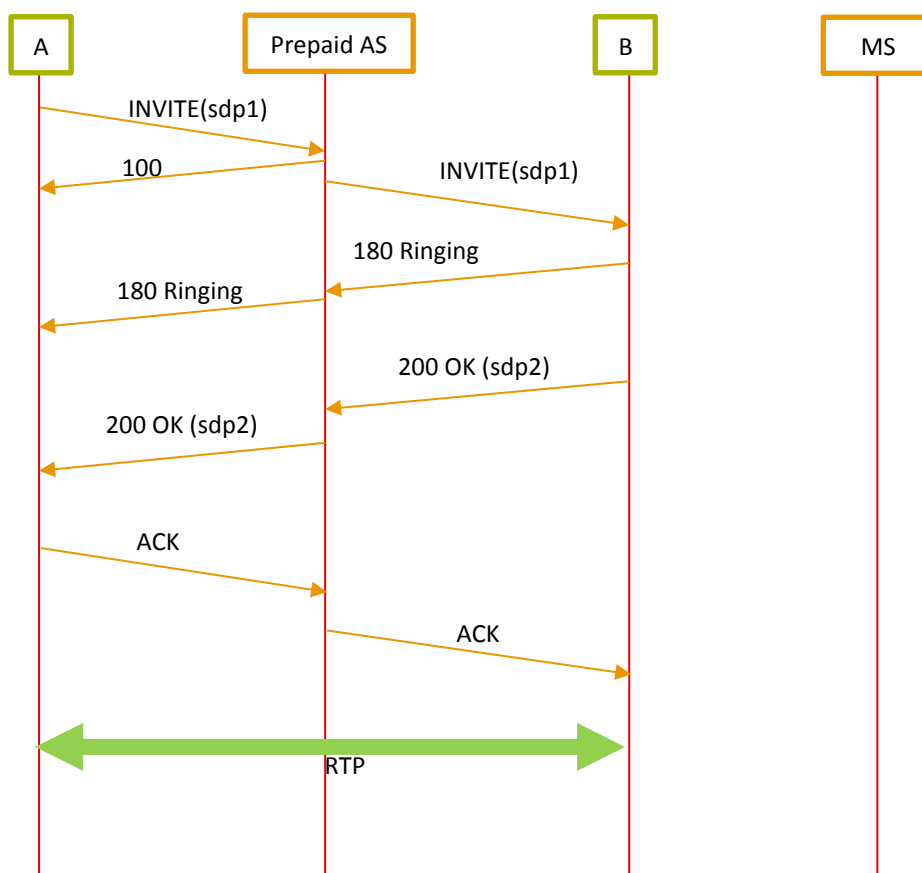 A
Prepaid AS
B
MS
INVITE(sdp1)
100
INVITE(sdp1)
180 Ringing
180 Ringing
200 OK (sdp2)
200 OK (sdp2)
ACK
ACK
RTP